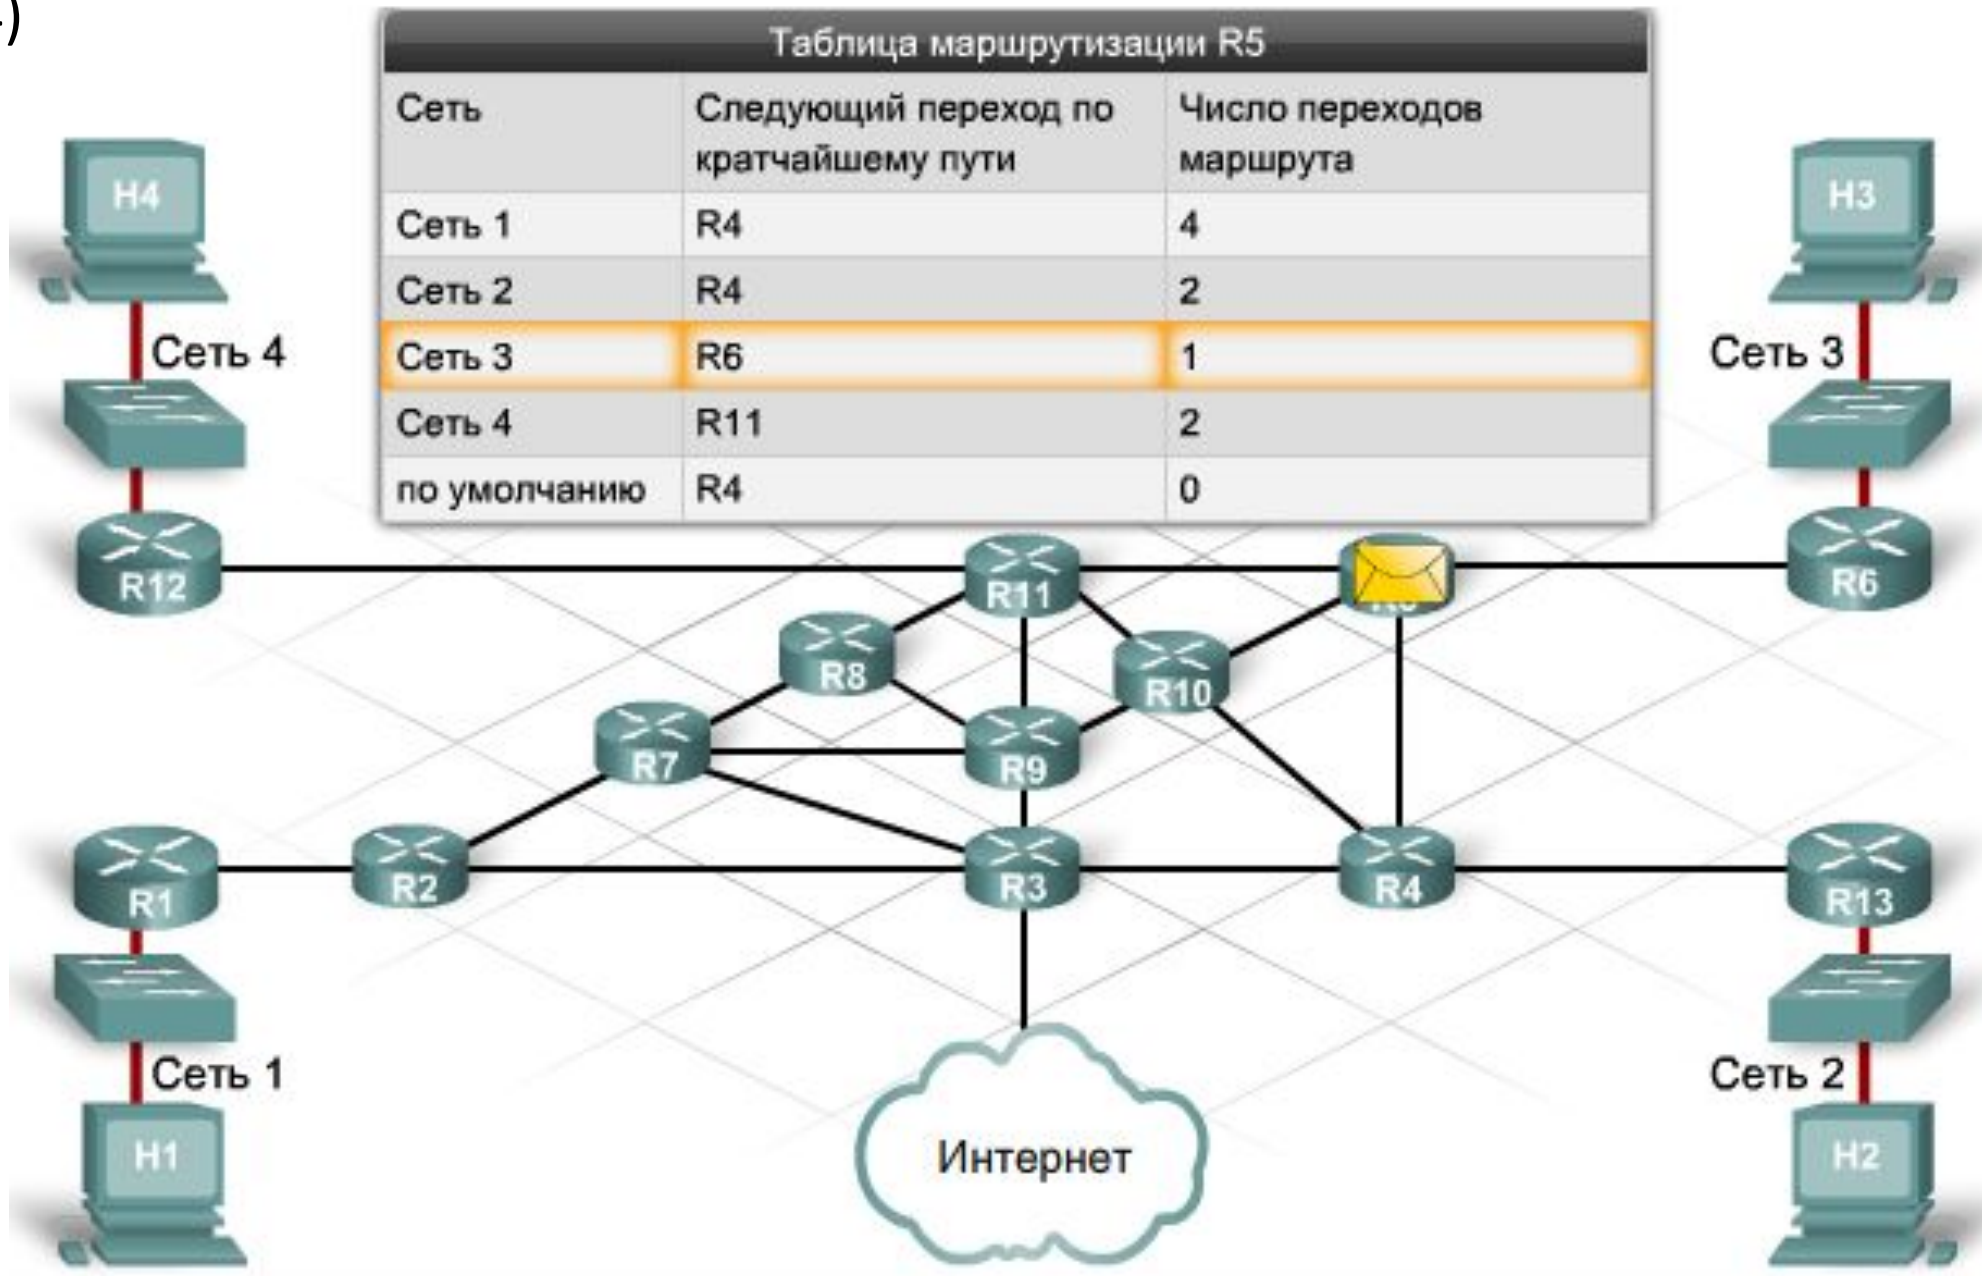 Таблица маршрутизации R5
Сеть
Следующий переход по
кратчайшему пути
Число переходов
маршрута
Сеть 1
R4
4
Сеть 2
R4
2
Сеть 3
R6
1
Сеть 4
R11
2
по умолчанию
R4
0
H4
H3
Сеть 4
Сеть 3
R12
R11
R6
R8
R10
R7
R9
R1
R2
R3
R4
R13
Сеть 1
Сеть 2
H1
Интернет
H2